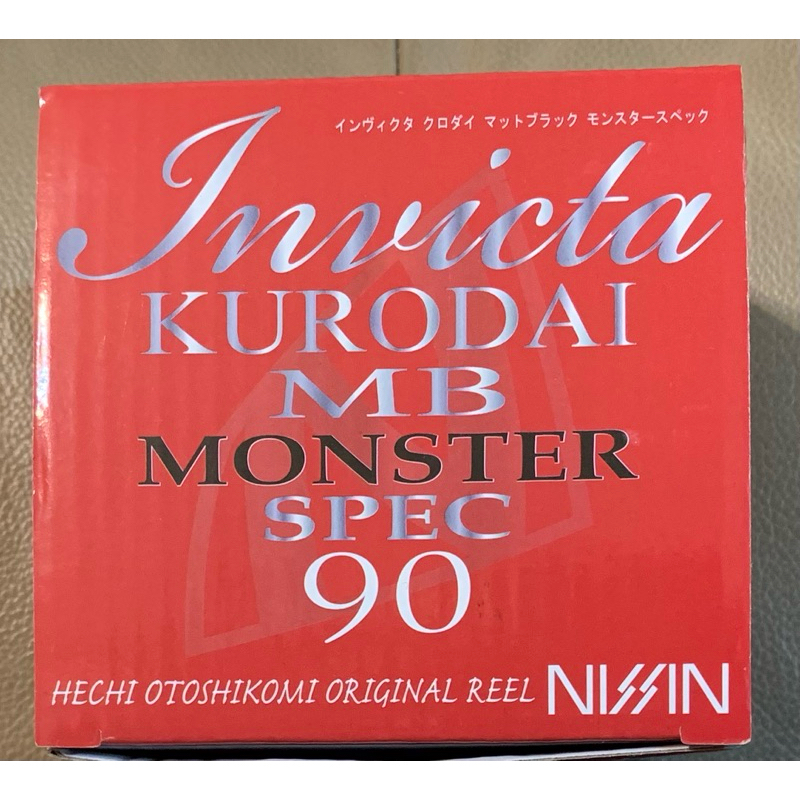 インヴィクタ クロダイ マットブラック モンスタースペック
Invicta
KURODAI
MB
MONSTER
SPEC
90
HECHI OTOSHIKOMI ORIGINAL REEL NISSIN